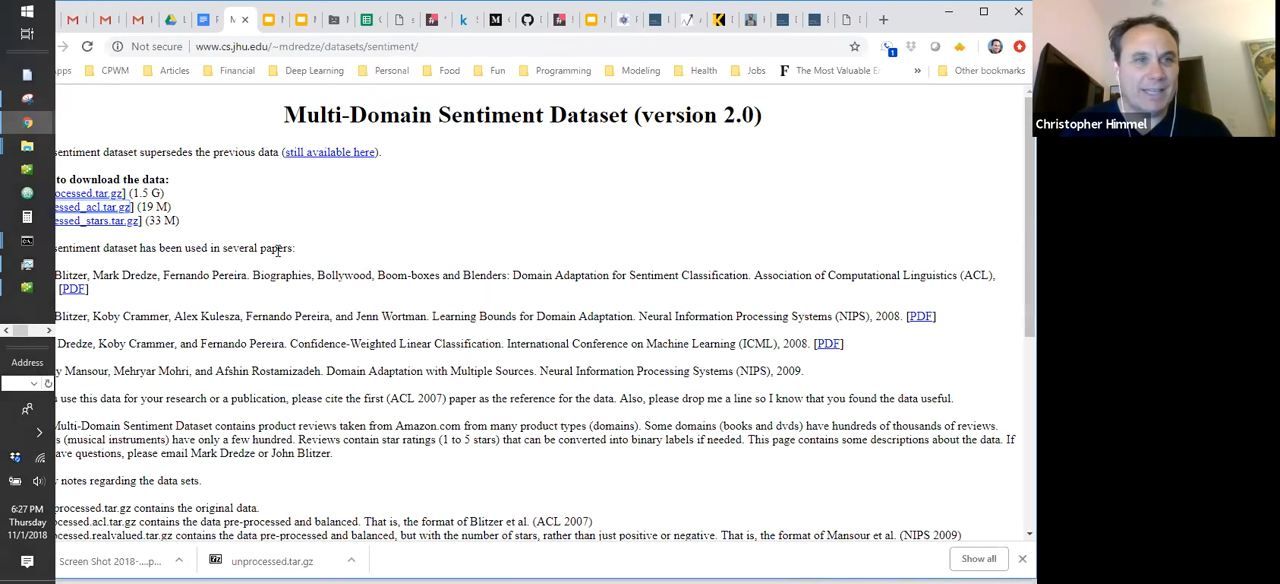 Not secure
www.cs.jhu.edu/~mdredze/datasets/sentiment/
1
Christopher Himmel
CPWM
Articles
Financial
Deep Learning
Personal
Food
Fun
Programming
Modeling
Health
Jobs
The Most Valuable
»
Other bookmarks
Multi-Domain Sentiment Dataset (version 2.0)
sentiment dataset supersedes the previous data (still available here).
to download the data:
ocessed.tar.gz] (1.5 G)
essed_acl.tar.gz] (19 M)
essed_stars.tar.gz] (33 M)
sentiment dataset has been used in several papers:
Blitzer, Mark Dredze, Fernando Pereira. Biographies, Bollywood, Boom-boxes and Blenders: Domain Adaptation for Sentiment Classification. Association of Computational Linguistics (ACL),
[PDF]
Blitzer, Koby Crammer, Alex Kulesza, Fernando Pereira, and Jenn Wortman. Learning Bounds for Domain Adaptation. Neural Information Processing Systems (NIPS), 2008. [PDF]
Dredze, Koby Crammer, and Fernando Pereira. Confidence-Weighted Linear Classification. International Conference on Machine Learning (ICML), 2008. [PDF]
y Mansour, Mehryar Mohri, and Afshin Rostamizadeh. Domain Adaptation with Multiple Sources. Neural Information Processing Systems (NIPS), 2009.
Address
u use this data for your research or a publication, please cite the first (ACL 2007) paper as the reference for the data. Also, please drop me a line so I know that you found the data useful.
Multi-Domain Sentiment Dataset contains product reviews taken from Amazon.com from many product types (domains). Some domains (books and dvds) have hundreds of thousands of reviews.
s (musical instruments) have only a few hundred. Reviews contain star ratings (1 to 5 stars) that can be converted into binary labels if needed. This page contains some descriptions about the data. If
ave questions, please email Mark Dredze or John Blitzer.
y notes regarding the data sets.
6:27 PM
Thursday
11/1/2018
processed.tar.gz contains the original data.
ocessed.acl.tar.gz contains the data pre-processed and balanced. That is, the format of Blitzer et al. (ACL 2007)
ocessed.realvalued.tar.gz contains the data pre-processed and balanced, but with the number of stars, rather than just positive or negative. That is, the format of Mansour et al. (NIPS 2009)
Screen Shot 2018-....p...
unprocessed.tar.gz
Show all